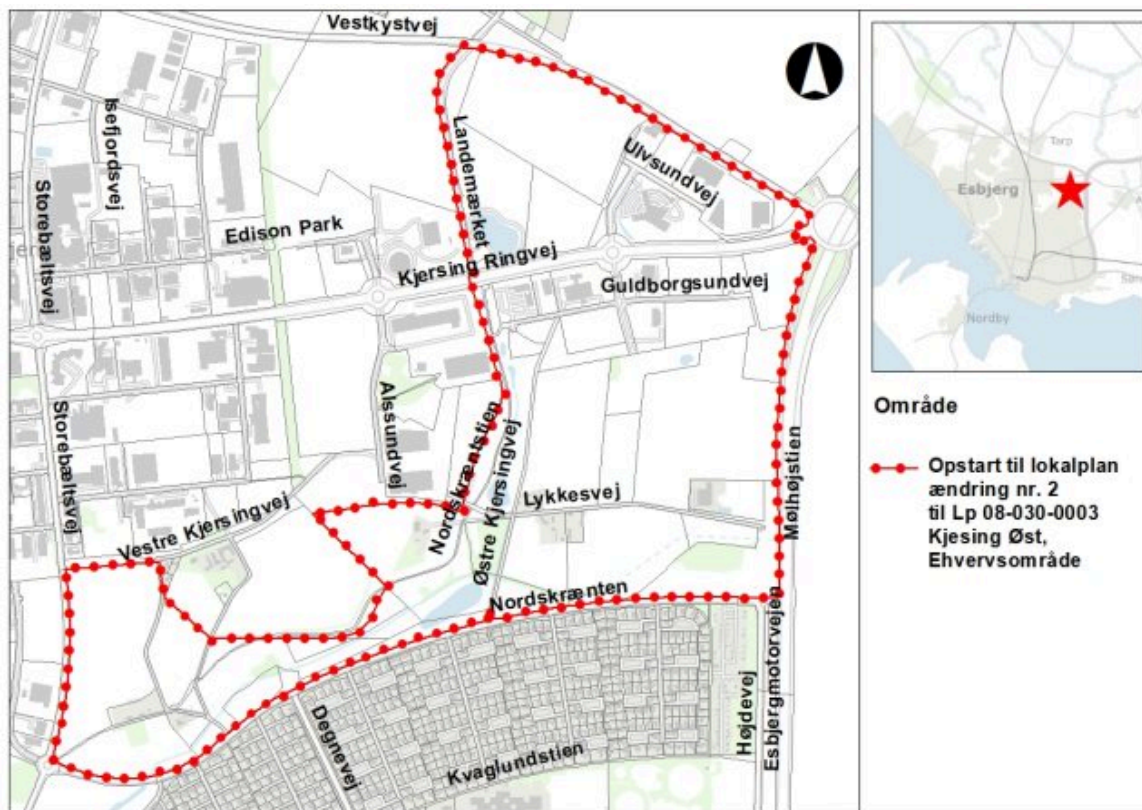 Vestkystvej
Isefjordsvej
Storebæltsvej
Edison Park
Landemærket
Ulvsundvej
Kjersing Ringvej
Guldborgsundvej
Storebæltsvej
Alssundvej
Nordskræntstien
Østre Kjersingvej
Vestre Kjersingvej
Lykkesvej
Mølhøjstien
Nordskrænten
Esbjergmotorvejen
Højdevej
Degnevej
Kvaglundstien
Tarp
Esbjerg
Nordby
Område
Opstart til lokalplan
ændring nr. 2
til Lp 08-030-0003
Kjesing Øst,
Ehvervsområde